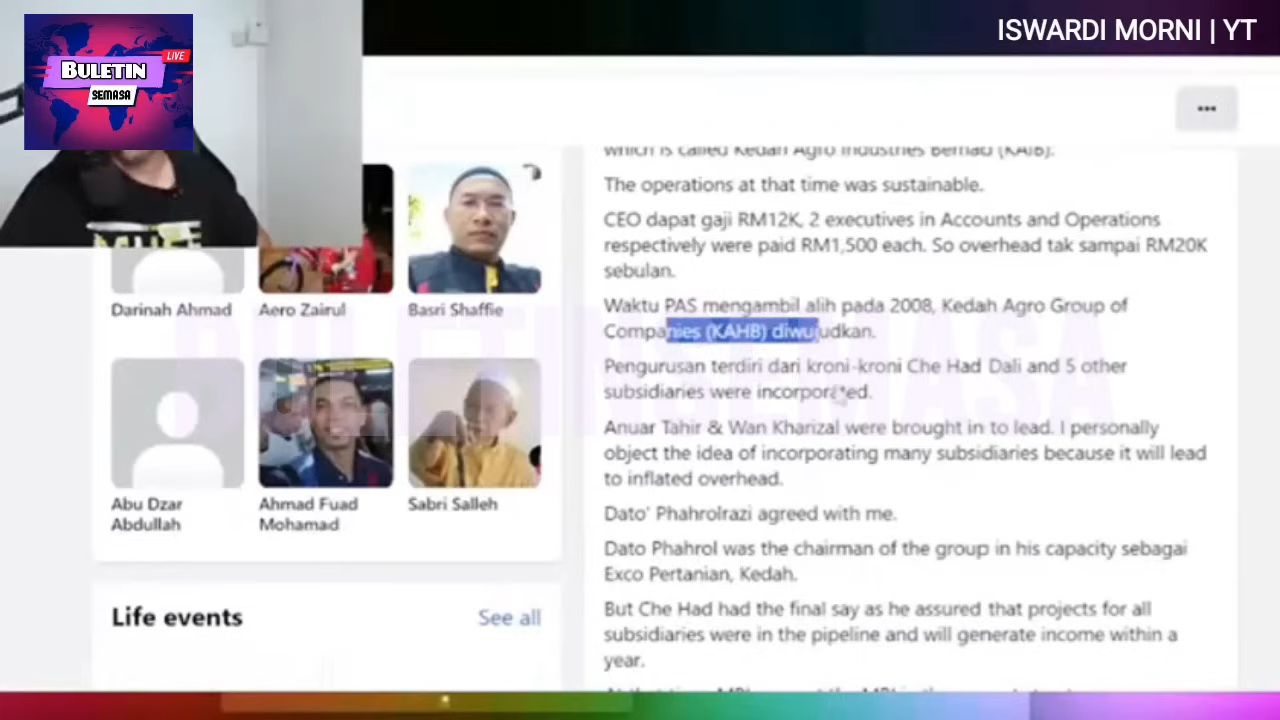 ISWARDI MORNI | YT
LIVE
BULETIN
SEMASA
Darinah Ahmad
Aero Zairul
Basri Shaffie
Abu Dzar
Abdullah
Ahmad Fuad
Mohamad
Sabri Salleh
Life events
See all
which is called Kedah Agro Industries Berhad (KAIB).
The operations at that time was sustainable.
CEO dapat gaji RM12K, 2 executives in Accounts and Operations
respectively were paid RM1,500 each. So overhead tak sampai RM20K
sebulan.
Waktu PAS mengambil alih pada 2008, Kedah Agro Group of
Companies (KAHB) diwujudkan.
Pengurusan terdiri dari kroni-kroni Che Had Dali and 5 other
subsidiaries were incorporated.
Anuar Tahir & Wan Kharizal were brought in to lead. I personally
object the idea of incorporating many subsidiaries because it will lead
to inflated overhead.
Dato' Phahrolrazi agreed with me.
Dato Phahrol was the chairman of the group in his capacity sebagai
Exco Pertanian, Kedah.
But Che Had had the final say as he assured that projects for all
subsidiaries were in the pipeline and will generate income within a
year.
BULETIN SEMASA